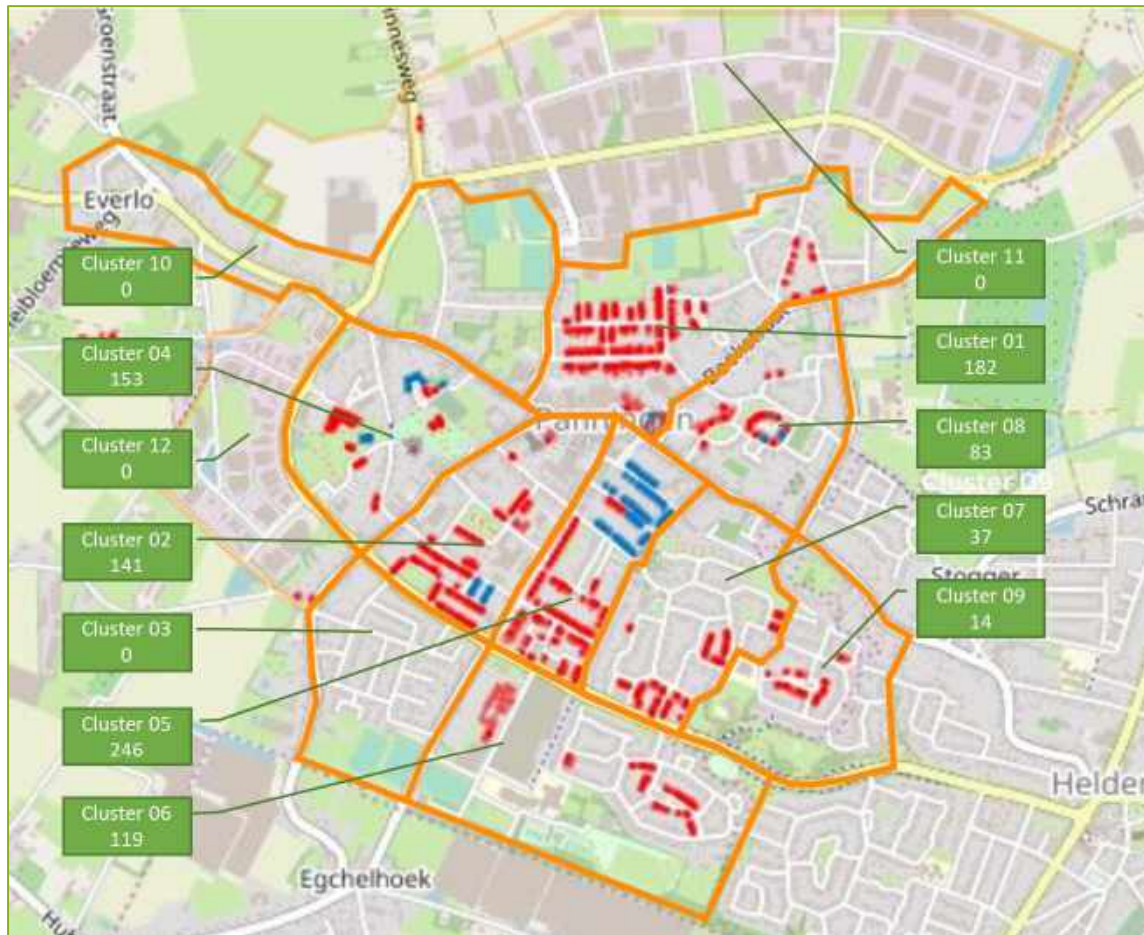 Groenstraat
Everlo
Cluster 10
0
Cluster 11
0
Cluster 04
153
Cluster 01
182
Cluster 12
0
Cluster 08
83
Cluster 02
141
Cluster 07
37
Schra
Stogger
Cluster 03
0
Cluster 09
14
Cluster 05
246
Cluster 06
119
Helde
Egchelhoek